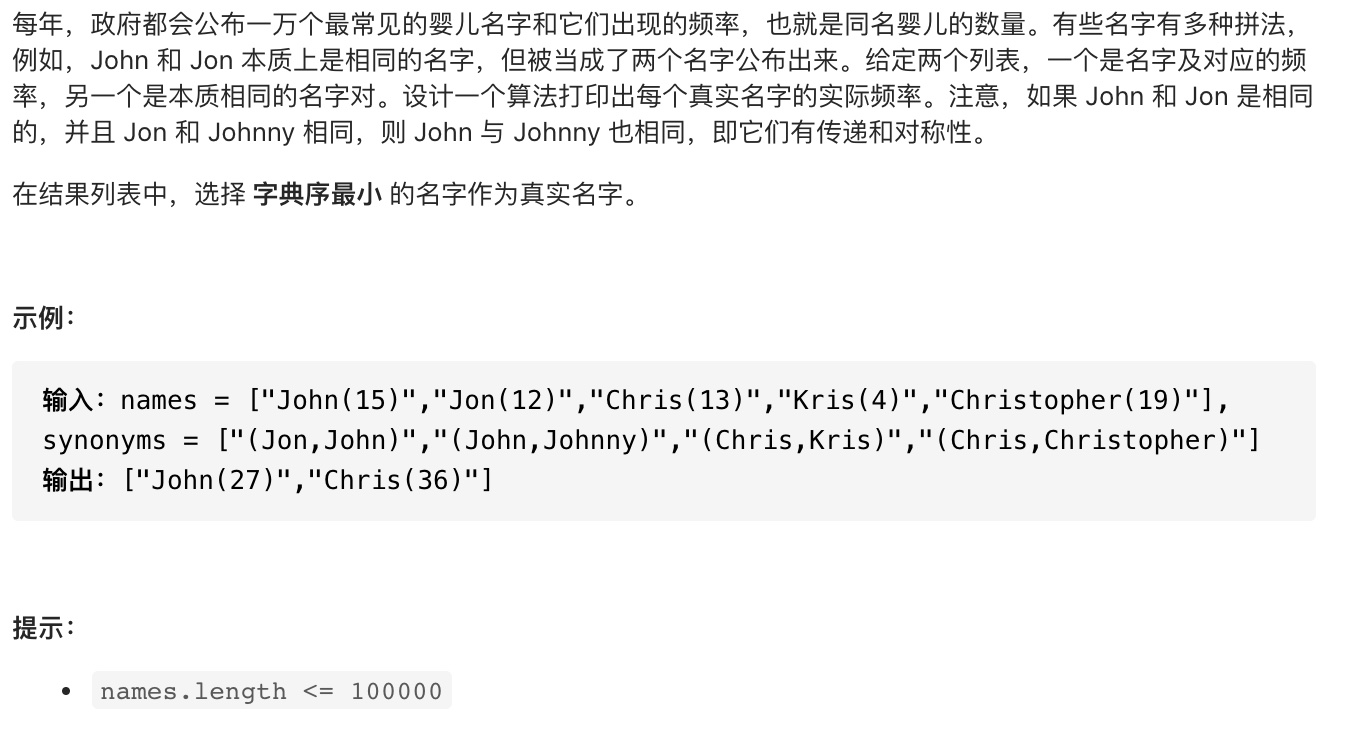 每年，政府都会公布一万个最常见的婴儿名字和它们出现的频率，也就是同名婴儿的数量。有些名字有多种拼法，
例如，John 和 Jon 本质上是相同的名字，但被当成了两个名字公布出来。给定两个列表，一个是名字及对应的频
率，另一个是本质相同的名字对。设计一个算法打印出每个真实名字的实际频率。注意，如果 John 和 Jon 是相同
的，并且 Jon 和 Johnny 相同，则 John 与 Johnny 也相同，即它们有传递和对称性。
在结果列表中，选择 字典序最小 的名字作为真实名字。
示例：
输入：names = ["John(15)","Jon(12)","Chris(13)","Kris(4)","Christopher(19)"],
synonyms = ["(Jon,John)","(John,Johnny)","(Chris,Kris)","(Chris,Christopher)"]
输出：["John(27)","Chris(36)"]
提示：
• names.length <= 100000